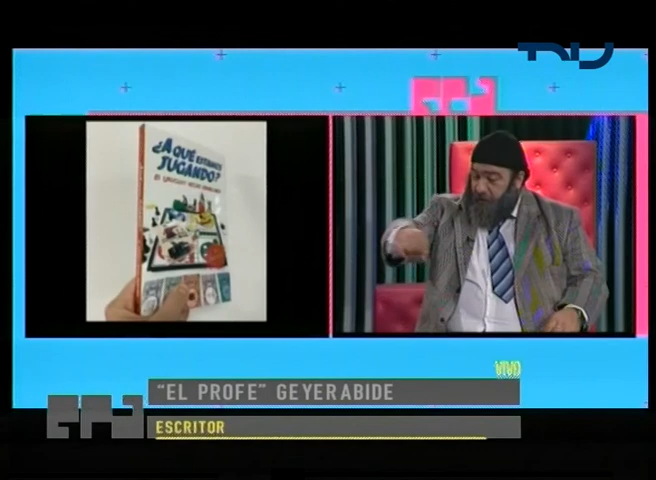 ¿A QUÉ ESTAMOS
JUGANDO?
VIVO
"EL PROFE" GEYERABIDE
ESCRITOR